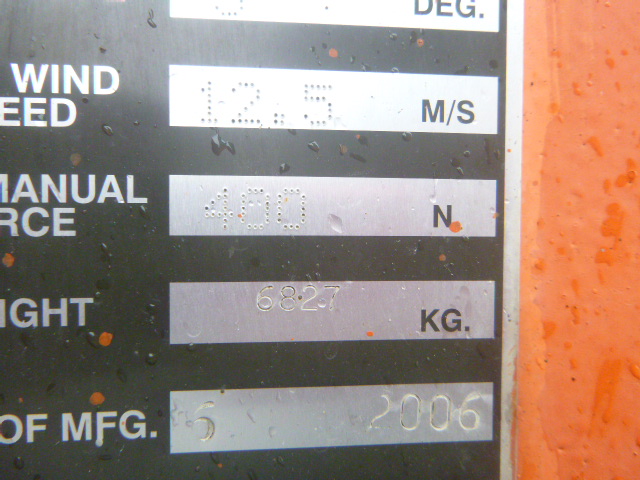 DEG.
WIND
EED 12.5 M/S
MANUAL
RCE 400 N
IGHT 6827 KG.
OF MFG. 6 2006